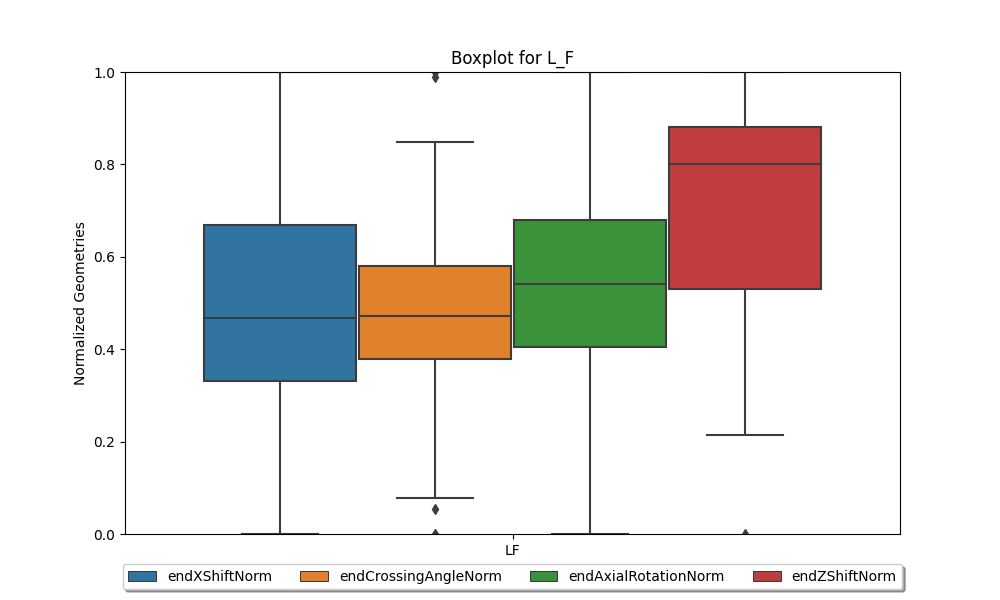 Boxplot for L_F
1.0
0.8
0.6
0.4
0.2
0.0
Normalized Geometries
LF
endXShiftNorm endCrossingAngleNorm endAxialRotationNorm endZShiftNorm